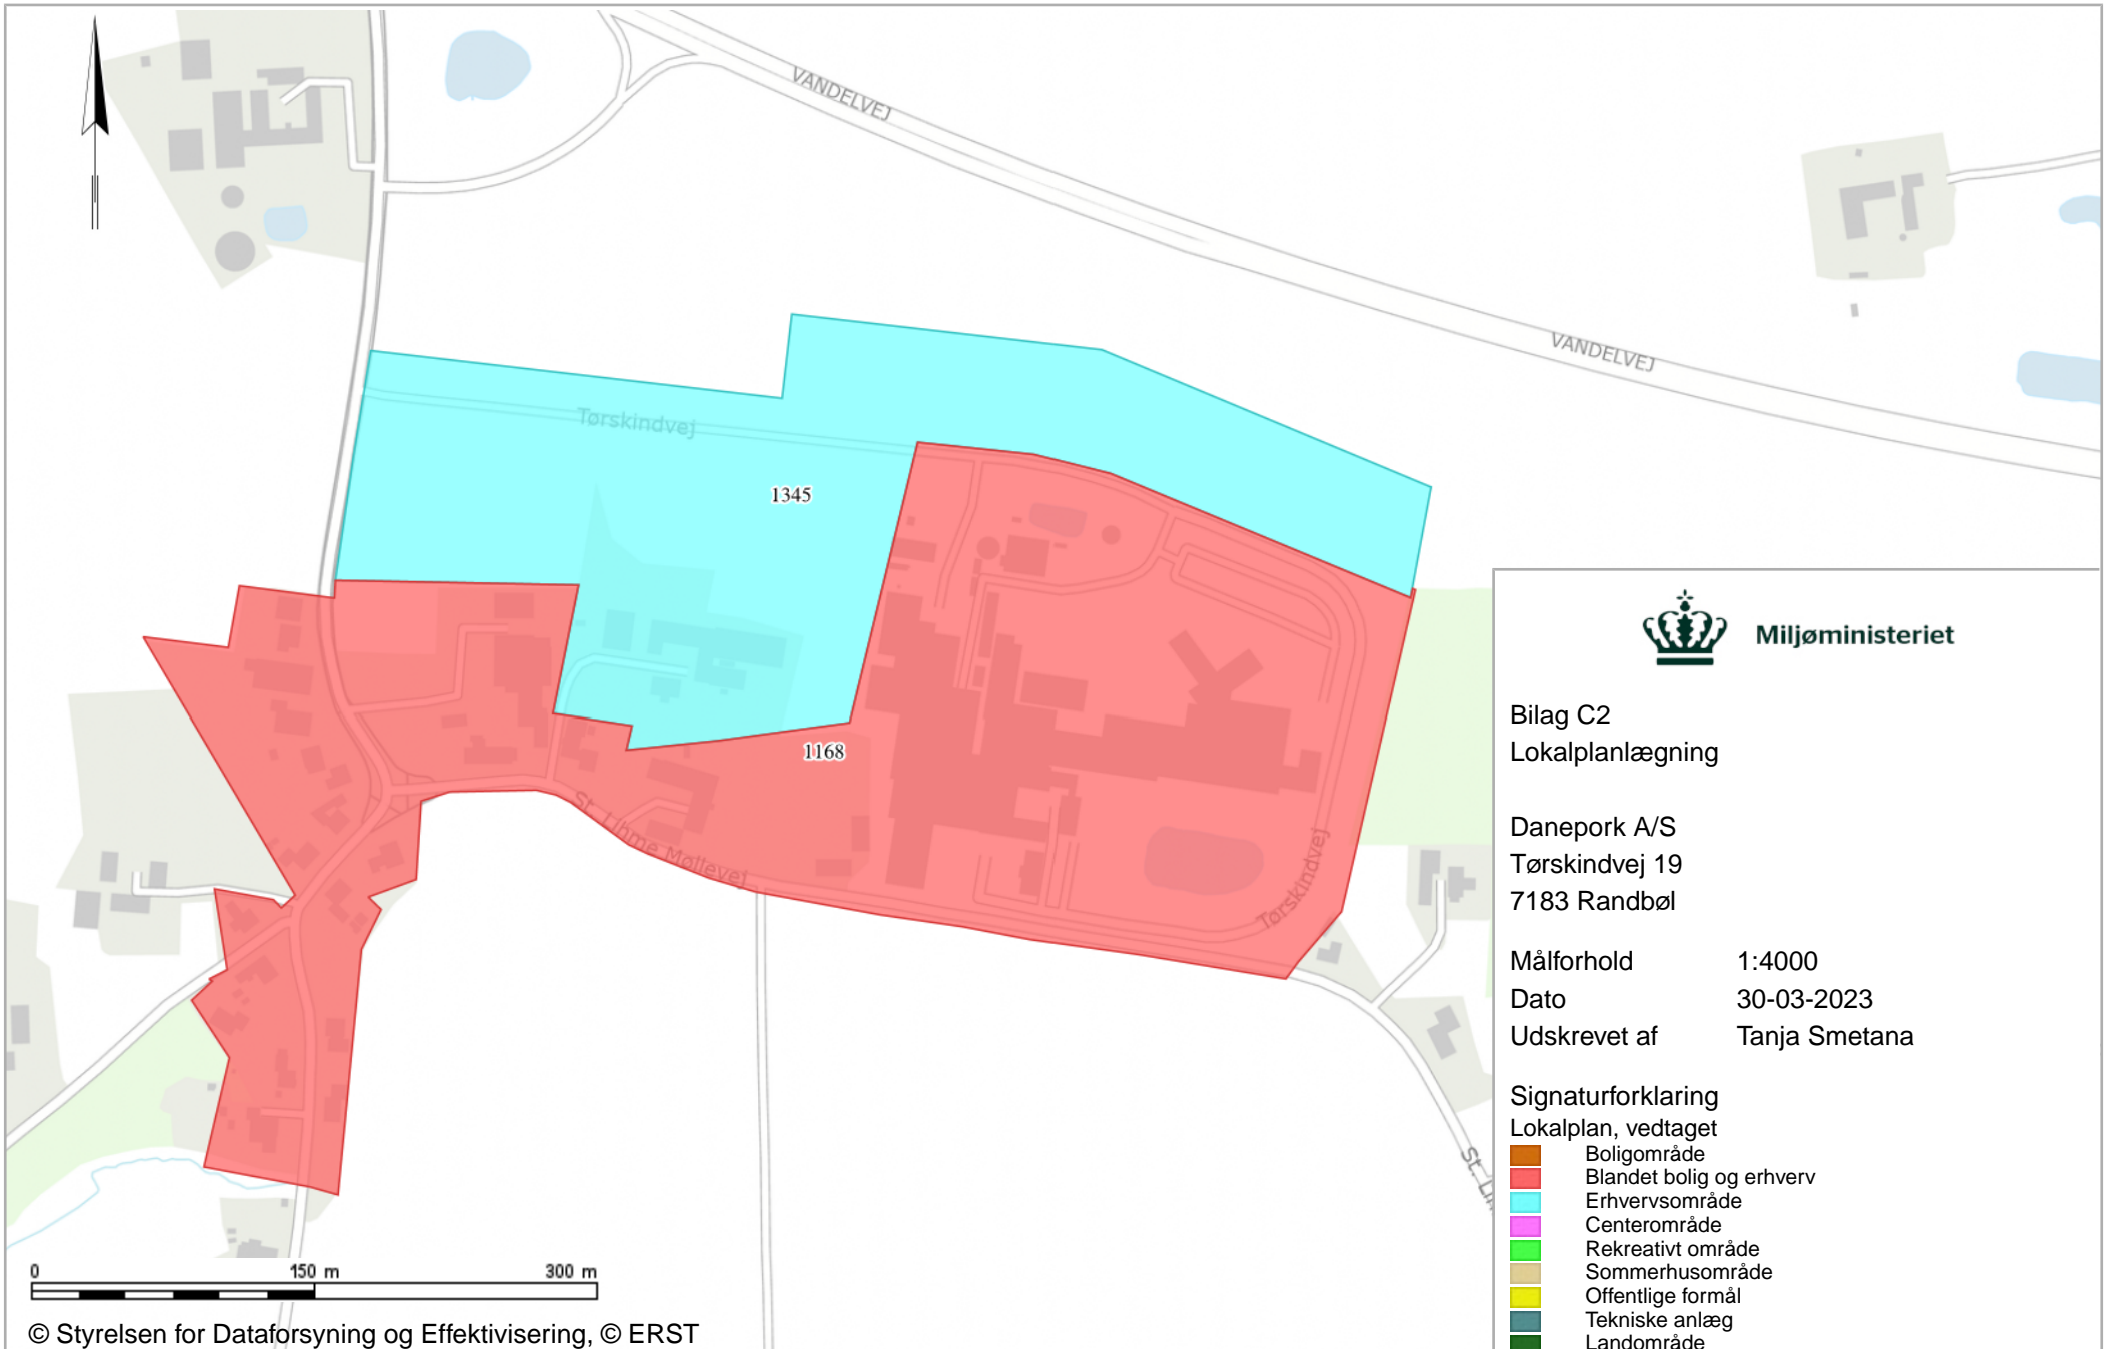 VANDELVEJ
VANDELVEJ
Tørskindvej
1345
1168
St. Lihme Møllevej
Tørskindvej
St. Lih
0 150 m 300 m
© Styrelsen for Dataforsyning og Effektivisering, © ERST
Miljøministeriet
Bilag C2
Lokalplanlægning
Danepork A/S
Tørskindvej 19
7183 Randbøl
Målforhold 1:4000
Dato 30-03-2023
Udskrevet af Tanja Smetana
Signaturforklaring
Lokalplan, vedtaget
Boligområde
Blandet bolig og erhverv
Erhvervsområde
Centerområde
Rekreativt område
Sommerhusområde
Offentlige formål
Tekniske anlæg
Landområde